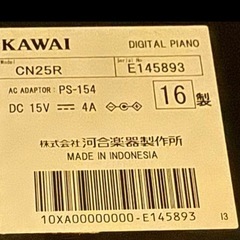 KAWAI DIGITAL PIANO
Model CN25R Serial No E145893
AC ADAPTOR: PS-154
DC 15V 4A 16 製
株式会社 河合楽器製作所
MADE IN INDONESIA
10XA00000000-E145893 I3